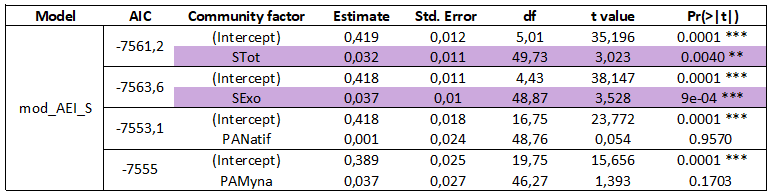 Model AIC Community factor Estimate Std. Error df t value Pr(>|t|)
mod_AEI_S -7561,2 (Intercept) 0,419 0,012 5,01 35,196 0.0001 ***
STot 0,032 0,011 49,73 3,023 0.0040 **
-7563,6 (Intercept) 0,418 0,011 4,43 38,147 0.0001 ***
SExo 0,037 0,01 48,87 3,528 9e-04 ***
-7553,1 (Intercept) 0,418 0,018 16,75 23,772 0.0001 ***
PANatif 0,001 0,024 48,76 0,054 0.9570
-7555 (Intercept) 0,389 0,025 19,75 15,656 0.0001 ***
PAMyna 0,037 0,027 46,27 1,393 0.1703